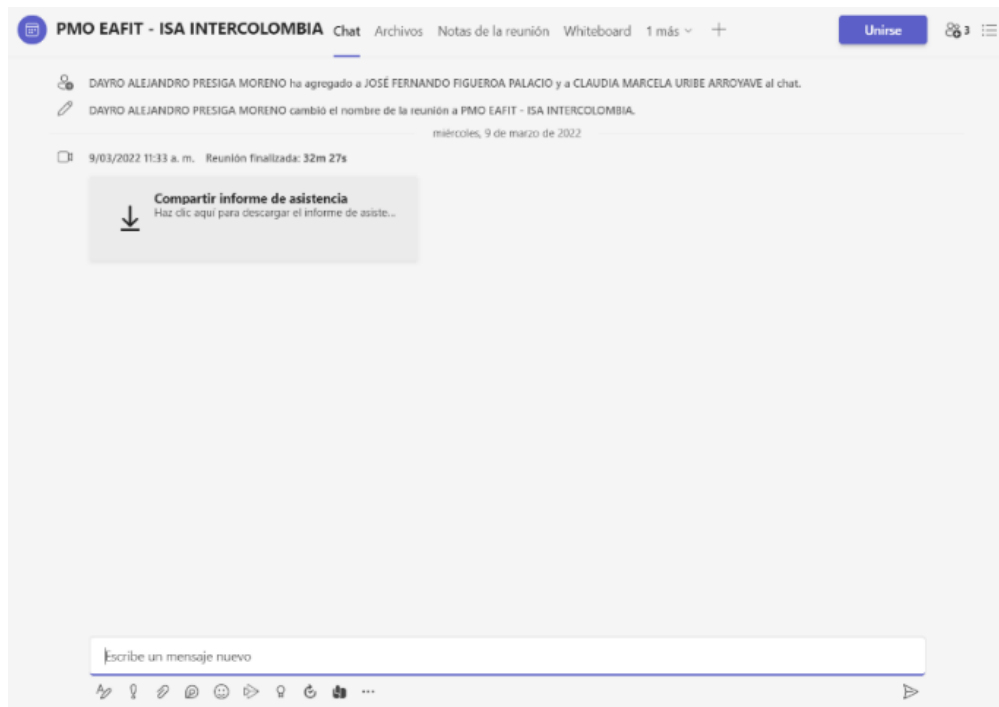 PMO EAFIT - ISA INTERCOLOMBIA Chat Archivos Notas de la reunión Whiteboard 1 más Unirse 3
DAYRO ALEJANDRO PRESIGA MORENO ha agregado a JOSÉ FERNANDO FIGUEROA PALACIO y a CLAUDIA MARCELA URIBE ARROYAVE al chat.
DAYRO ALEJANDRO PRESIGA MORENO cambió el nombre de la reunión a PMO EAFIT - ISA INTERCOLOMBIA.
miércoles, 9 de marzo de 2022
9/03/2022 11:33 a. m. Reunión finalizada: 32m 27s
Compartir informe de asistencia
Haz clic aquí para descargar el informe de asiste...
Escribe un mensaje nuevo